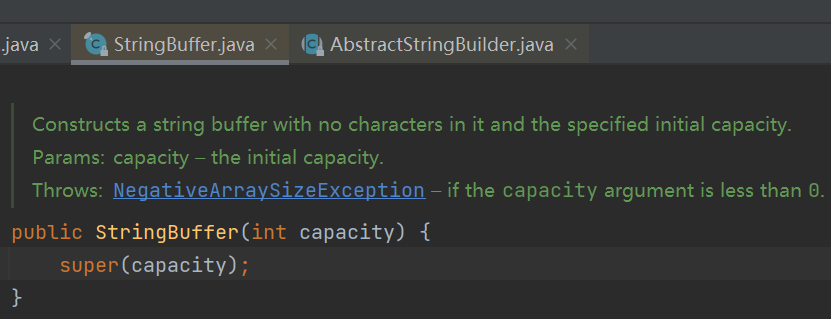 .java × StringBuffer.java × AbstractStringBuilder.java ×
Constructs a string buffer with no characters in it and the specified initial capacity.
Params: capacity – the initial capacity.
Throws: NegativeArraySizeException – if the capacity argument is less than 0.
public StringBuffer(int capacity) {
    super(capacity);
}